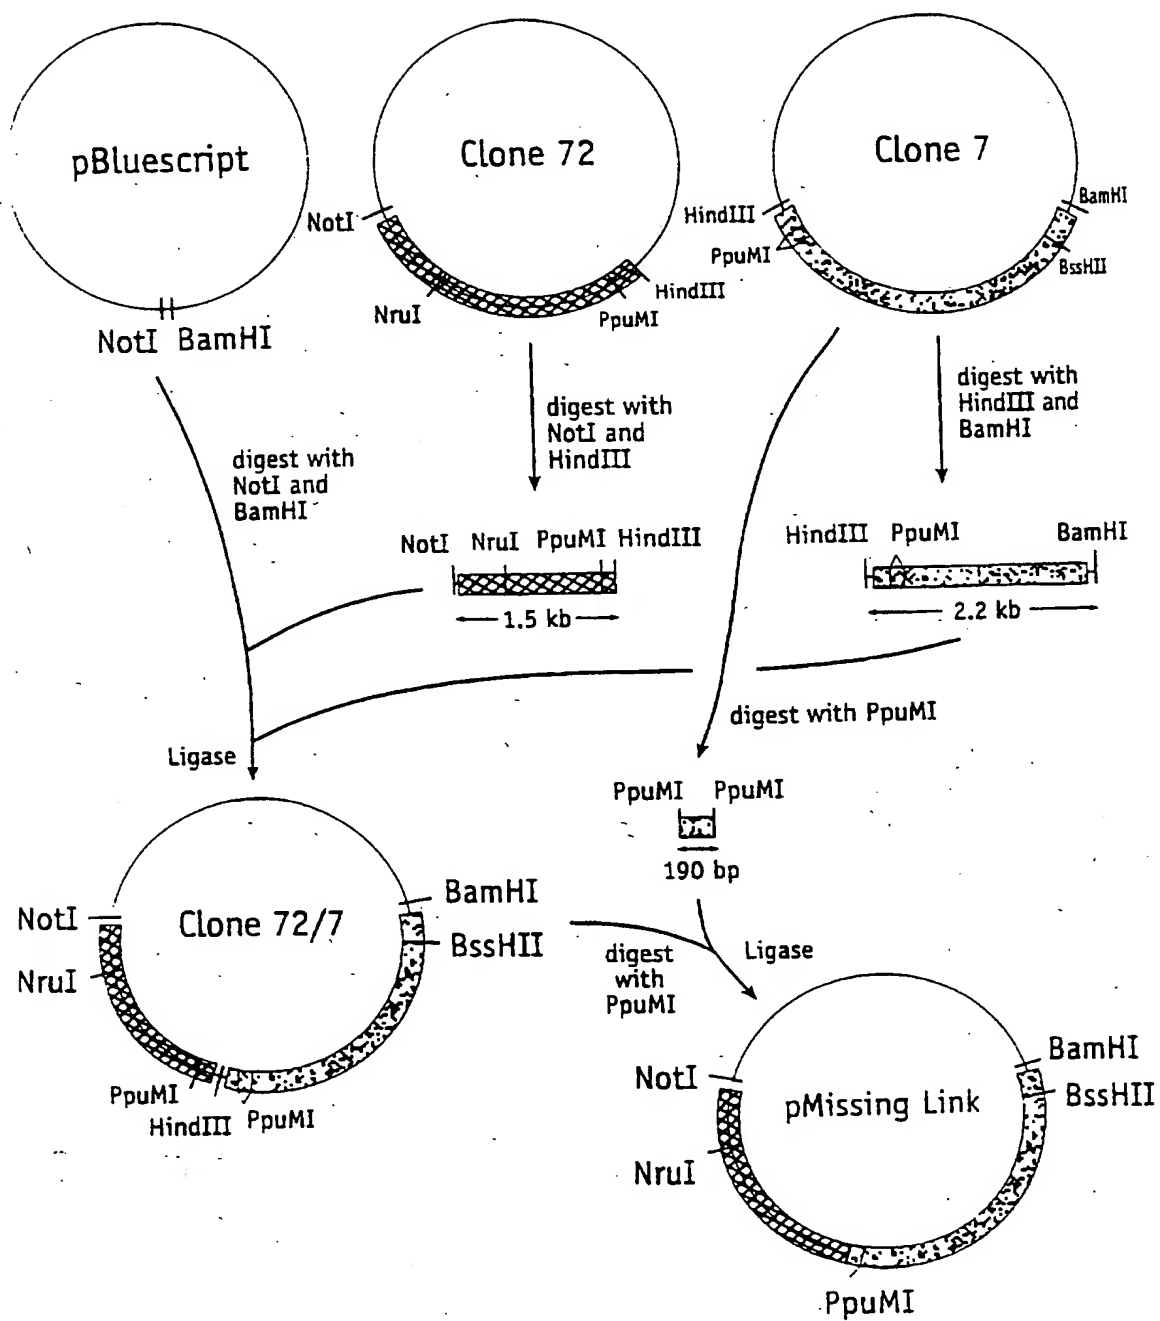 pBluescript
NotI BamHI
Clone 72
NotI
NruI
HindIII
PpuMI
Clone 7
HindIII
PpuMI
BamHI
BssHII
digest with
NotI and
BamHI
digest with
NotI and
HindIII
digest with
HindIII and
BamHI
NotI NruI PpuMI HindIII
1.5 kb
HindIII PpuMI BamHI
2.2 kb
Ligase
digest with PpuMI
PpuMI PpuMI
190 bp
Clone 72/7
NotI
NruI
PpuMI
HindIII
PpuMI
BamHI
BssHII
digest
with
PpuMI
Ligase
pMissing Link
NotI
NruI
PpuMI
BamHI
BssHII